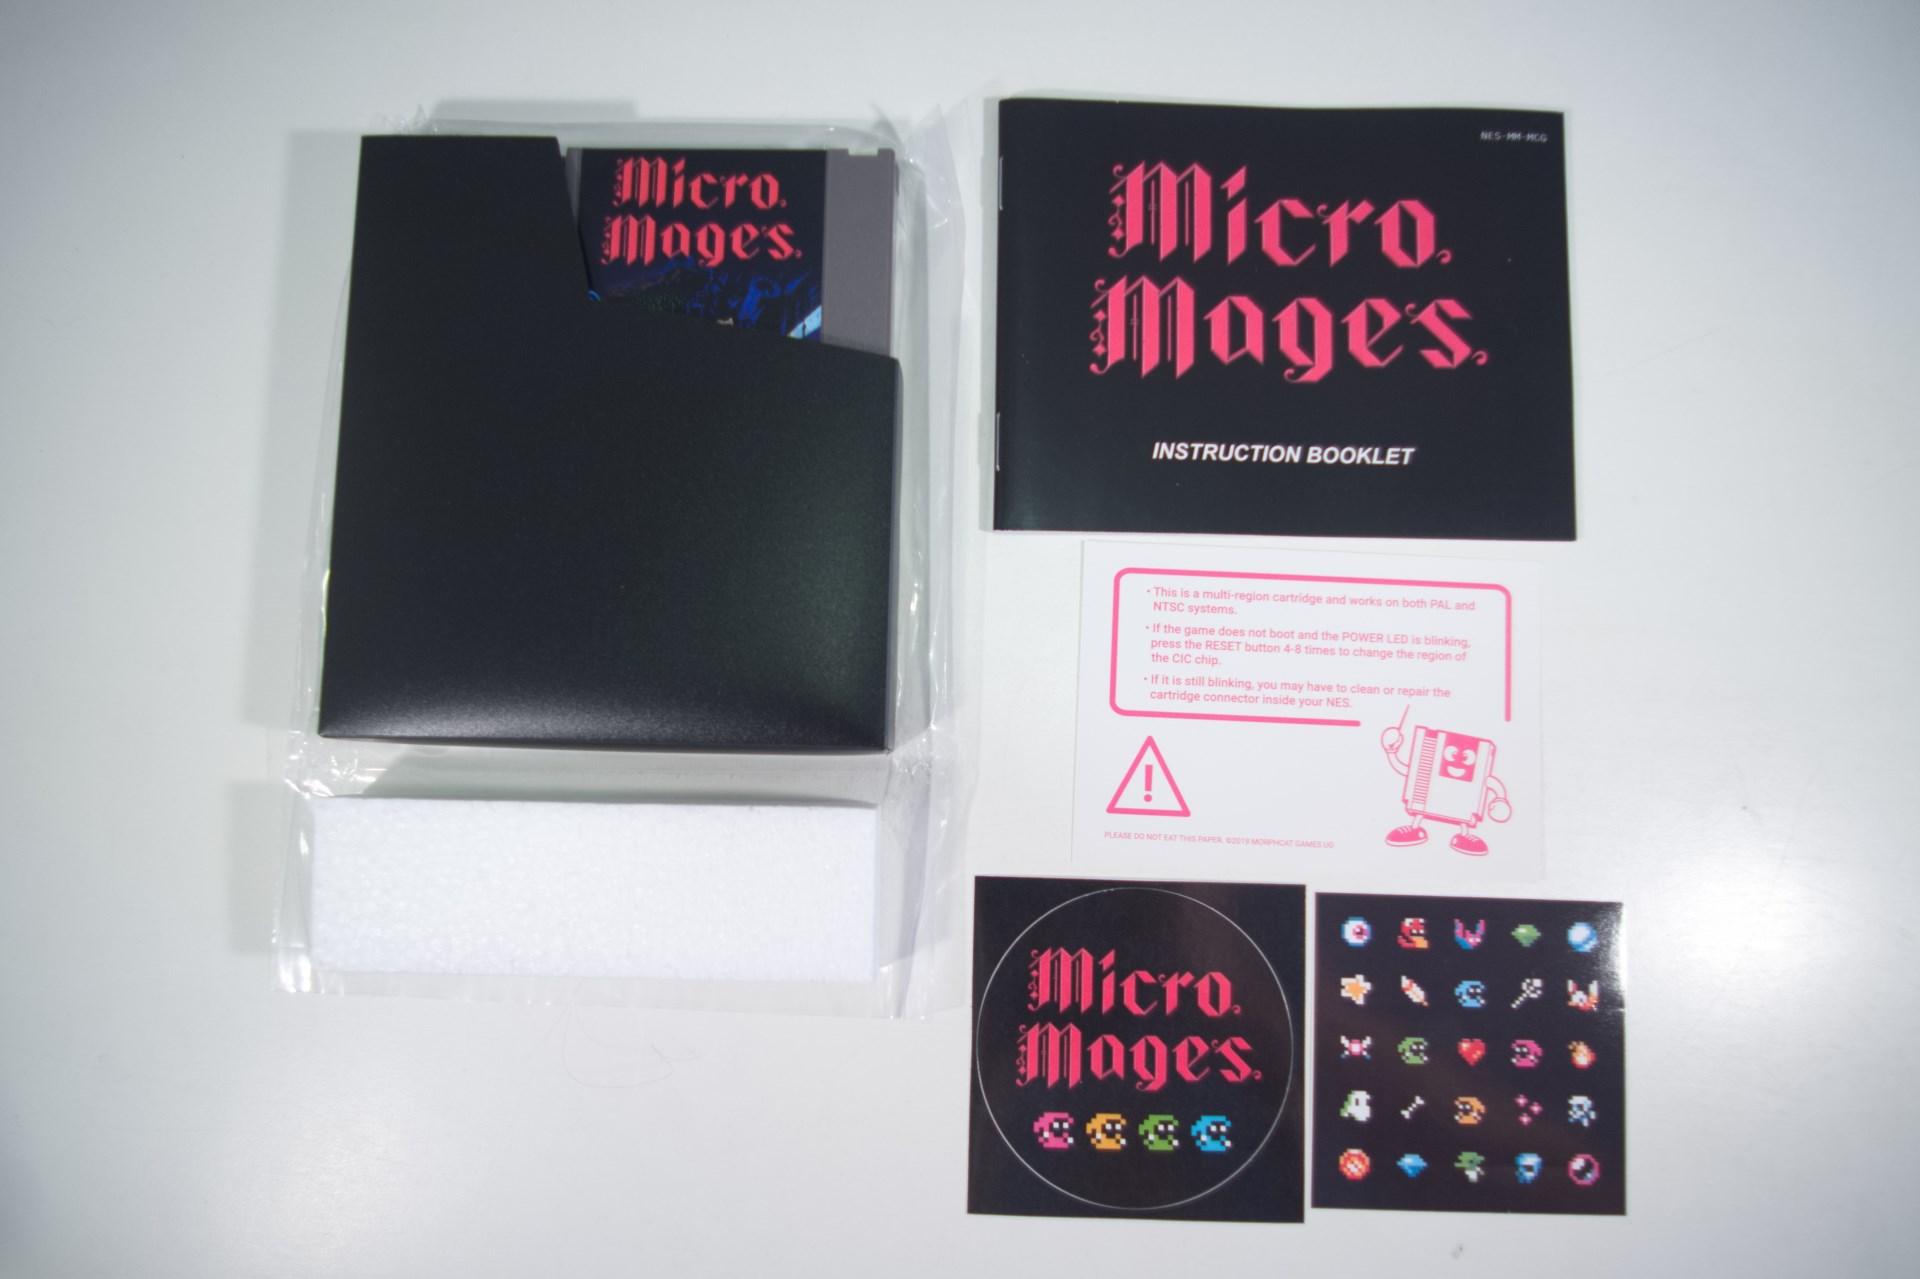 Micro
Mages
NES-MM-MCG
Micro
Mages
INSTRUCTION BOOKLET
• This is a multi-region cartridge and works on both PAL and
NTSC systems.
• If the game does not boot and the POWER LED is blinking,
press the RESET button 4-8 times to change the region of
the CIC chip.
• If it is still blinking, you may have to clean or repair the
cartridge connector inside your NES.
!
PLEASE DO NOT EAT THIS PAPER. ©2019 MORPHCAT GAMES UG
Micro
Mages